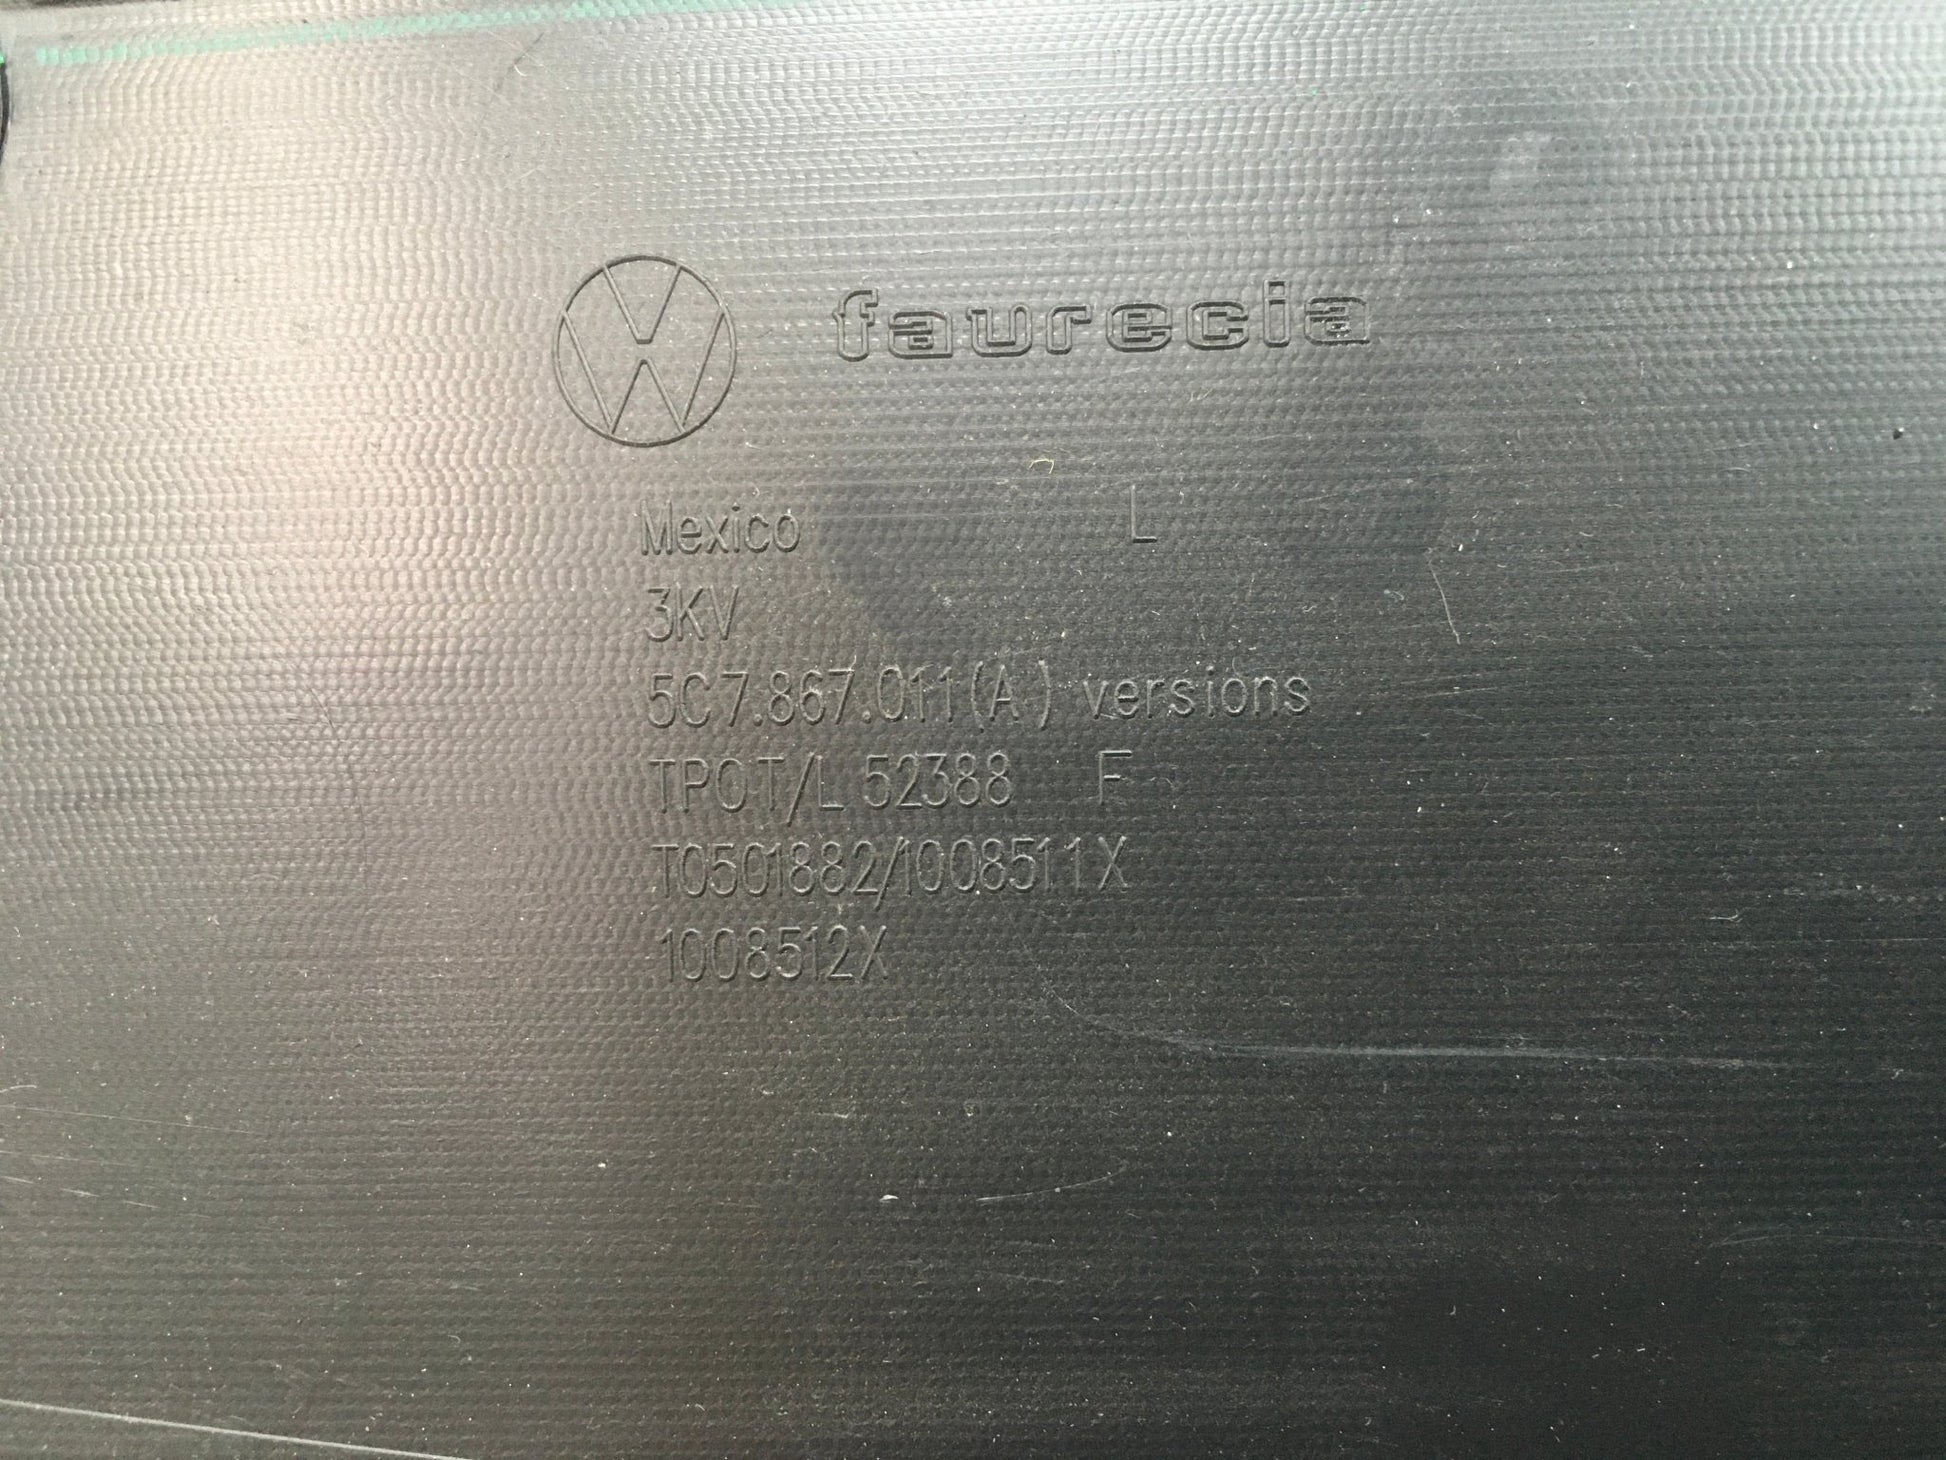 faurecia
Mexico L
3KV
5C7.867.011(A) versions
TPOT/L 52388 F
T0501882/1008511X
1008512X